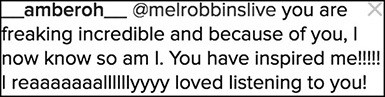 __amberoh__ @melrobbinslive you are
freaking incredible and because of you, I
now know so am I. You have inspired me!!!!!
I reaaaaaaallllllyyyy loved listening to you!